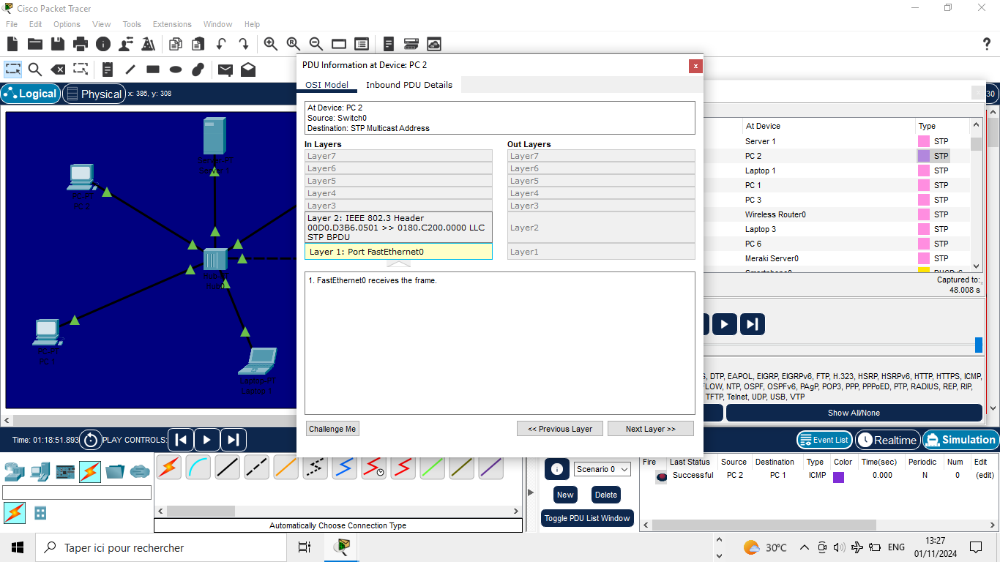 Cisco Packet Tracer
File Edit Options View Tools Extensions Window Help
?
Logical Physical x: 386, y: 308
30
PC-PT
PC 2
PC-PT
PC 1
Laptop-PT
Laptop 1
PDU Information at Device: PC 2
x
OSI Model Inbound PDU Details
At Device: PC 2
Source: Switch0
Destination: STP Multicast Address
In Layers Out Layers
Layer7 Layer7
Layer6 Layer6
Layer5 Layer5
Layer4 Layer4
Layer3 Layer3
Layer 2: IEEE 802.3 Header
00D0.D3B6.0501 >> 0180.C200.0000 LLC
STP BPDU
Layer2
Layer 1: Port FastEthernet0 Layer1
1. FastEthernet0 receives the frame.
Challenge Me << Previous Layer Next Layer >>
At Device Type
Server 1 STP
PC 2 STP
Laptop 1 STP
PC 1 STP
PC 3 STP
Wireless Router0 STP
Laptop 3 STP
PC 6 STP
Meraki Server0 STP
Smartphone0 DHCPv6
Captured to:
48.008 s
S, DTP, EAPOL, EIGRP, EIGRPv6, FTP, H.323, HSRP, HSRPv6, HTTP, HTTPS, ICMP,
FLOW, NTP, OSPF, OSPFv6, PAgP, POP3, PPP, PPPoED, PTP, RADIUS, REP, RIP,
TFTP, Telnet, UDP, USB, VTP
Show All/None
Time: 01:18:51.893 PLAY CONTROLS: Event List Realtime Simulation
Automatically Choose Connection Type
Scenario 0
New Delete
Toggle PDU List Window
Fire Last Status Source Destination Type Color Time(sec) Periodic Num Edit
Successful PC 2 PC 1 ICMP 0.000 N 0 (edit)
Taper ici pour rechercher
30°C
ENG
13:27
01/11/2024